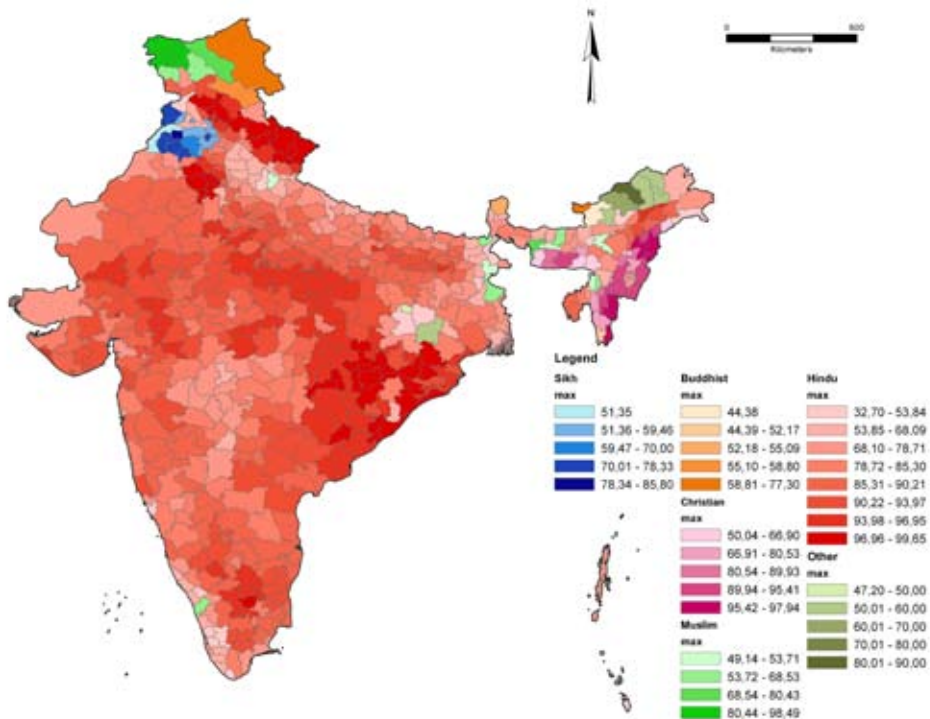 N
0 600
Kilometers
Legend
Sikh
max
51,35
51,36 - 59,46
59,47 - 70,00
70,01 - 78,33
78,34 - 85,80
Buddhist
max
44,38
44,39 - 52,17
52,18 - 55,09
55,10 - 58,80
58,81 - 77,30
Christian
max
50,04 - 66,90
66,91 - 80,53
80,54 - 89,93
89,94 - 95,41
95,42 - 97,94
Muslim
max
49,14 - 53,71
53,72 - 68,53
68,54 - 80,43
80,44 - 98,49
Hindu
max
32,70 - 53,84
53,85 - 68,09
68,10 - 78,71
78,72 - 85,30
85,31 - 90,21
90,22 - 93,97
93,98 - 96,95
96,96 - 99,65
Other
max
47,20 - 50,00
50,01 - 60,00
60,01 - 70,00
70,01 - 80,00
80,01 - 90,00